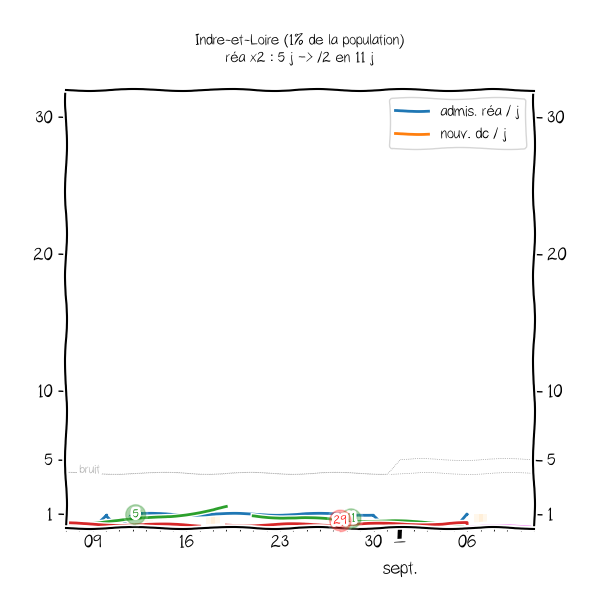 Indre-et-Loire (1% de la population)
réa x2 : 5 j -> /2 en 11 j
admis. réa / j
nouv. dc / j
30
30
20
20
10
10
5
5
bruit
1
1
5
29
09
16
23
30
06
sept.